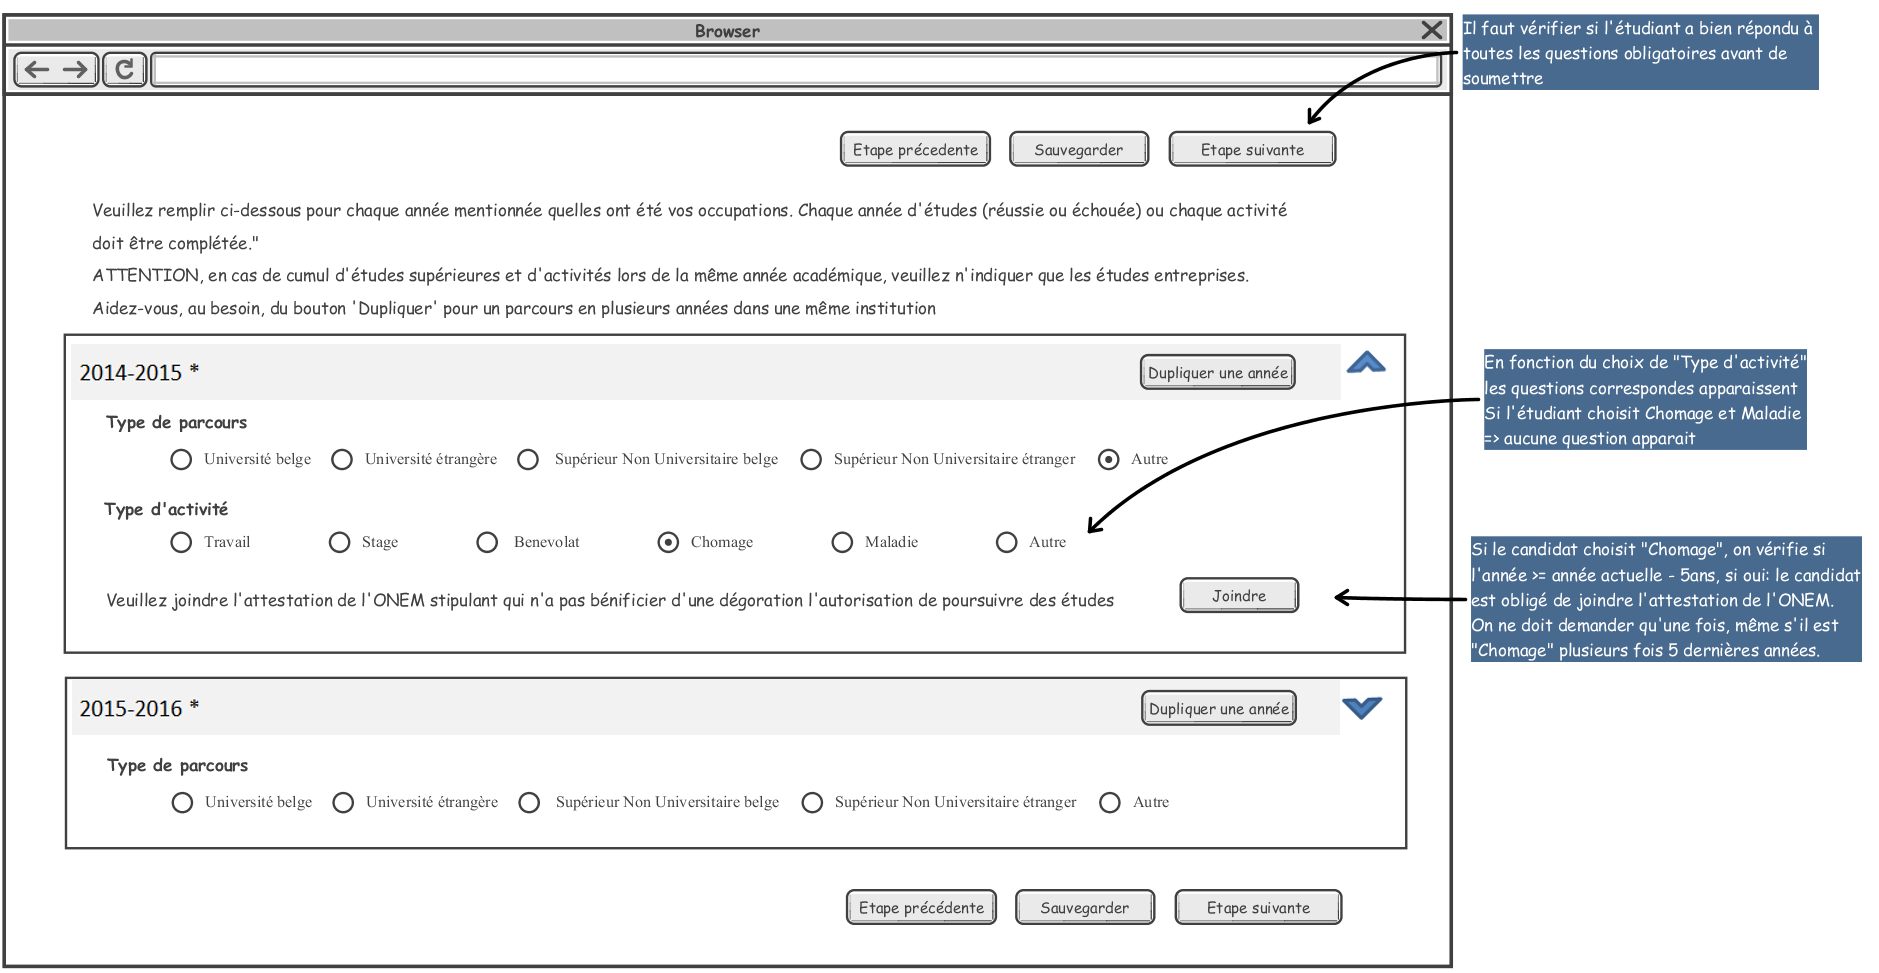 Browser
Il faut vérifier si l'étudiant a bien répondu à
toutes les questions obligatoires avant de
soumettre
Etape précedente
Sauvegarder
Etape suivante
Veuillez remplir ci-dessous pour chaque année mentionnée quelles ont été vos occupations. Chaque année d'études (réussie ou échouée) ou chaque activité
doit être complétée."
ATTENTION, en cas de cumul d'études supérieures et d'activités lors de la même année académique, veuillez n'indiquer que les études entreprises.
Aidez-vous, au besoin, du bouton 'Dupliquer' pour un parcours en plusieurs années dans une même institution
2014-2015 *
Dupliquer une année
Type de parcours
Université belge
Université étrangère
Supérieur Non Universitaire belge
Supérieur Non Universitaire étranger
Autre
En fonction du choix de "Type d'activité"
les questions correspondes apparaissent
Si l'étudiant choisit Chomage et Maladie
=> aucune question apparait
Type d'activité
Travail
Stage
Benevolat
Chomage
Maladie
Autre
Veuillez joindre l'attestation de l'ONEM stipulant qui n'a pas bénificier d'une dégoration l'autorisation de poursuivre des études
Joindre
Si le candidat choisit "Chomage", on vérifie si
l'année >= année actuelle - 5ans, si oui: le candidat
est obligé de joindre l'attestation de l'ONEM.
On ne doit demander qu'une fois, même s'il est
"Chomage" plusieurs fois 5 dernières années.
2015-2016 *
Dupliquer une année
Type de parcours
Université belge
Université étrangère
Supérieur Non Universitaire belge
Supérieur Non Universitaire étranger
Autre
Etape précédente
Sauvegarder
Etape suivante